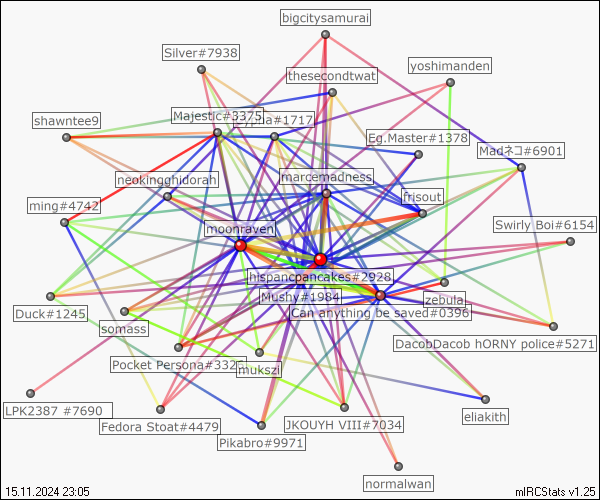 bigcitysamurai
Silver#7938
yoshimanden
thesecondtwat
shawntee9
Majestic#3375
#1717
Eg.Master#1378
Madネコ#6901
marcemadness
neokingghidorah
frisout
ming#4742
moonraven
Swirly Boi#6154
hispancpancakes#2928
Mushy#1984
zebula
Duck#1245
Can anything be saved#0396
somass
DacobDacob hORNY police#5271
Pocket Persona#3326
mukszi
LPK2387 #7690
Fedora Stoat#4479
JKOUYH VIII#7034
eliakith
Pikabro#9971
normalwan
15.11.2024 23:05
mIRCStats v1.25